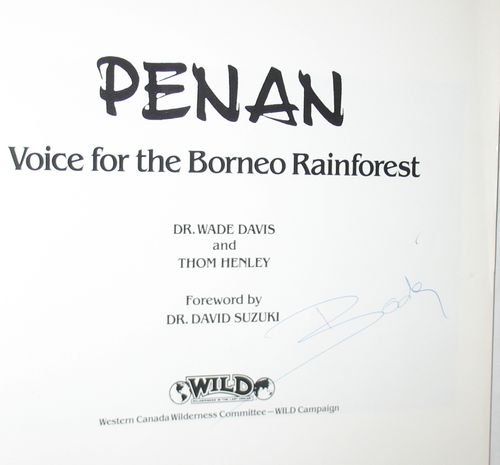 PENAN
Voice for the Borneo Rainforest
DR. WADE DAVIS
and
THOM HENLEY
Foreword by
DR. DAVID SUZUKI
WILD
Western Canada Wilderness Committee — WILD Campaign